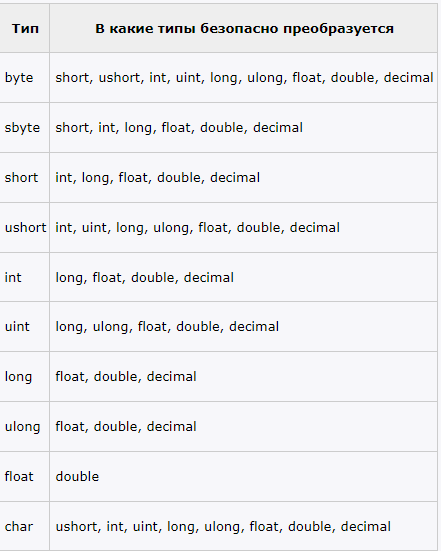 Тип В какие типы безопасно преобразуется
byte short, ushort, int, uint, long, ulong, float, double, decimal
sbyte short, int, long, float, double, decimal
short int, long, float, double, decimal
ushort int, uint, long, ulong, float, double, decimal
int long, float, double, decimal
uint long, ulong, float, double, decimal
long float, double, decimal
ulong float, double, decimal
float double
char ushort, int, uint, long, ulong, float, double, decimal